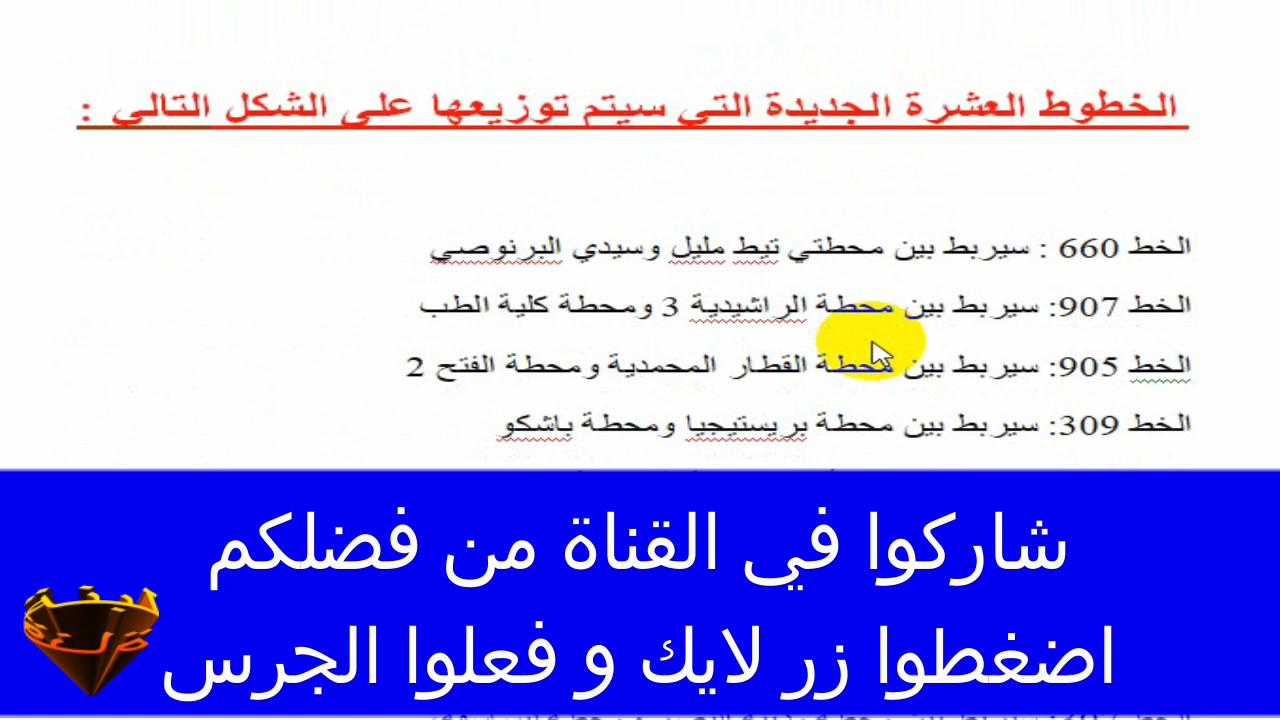 الخطوط العشرة الجديدة التي سيتم توزيعها على الشكل التالي :
الخط 660 : سيربط بين محطتي تيط مليل وسيدي البرنوصي
الخط 907: سيربط بين محطة الراشيدية 3 ومحطة كلية الطب
الخط 905: سيربط بين محطة القطار المحمدية ومحطة الفتح 2
الخط 309: سيربط بين محطة بريستيجيا ومحطة باشكو
شاركوا في القناة من فضلكم
اضغطوا زر لايك و فعلوا الجرس